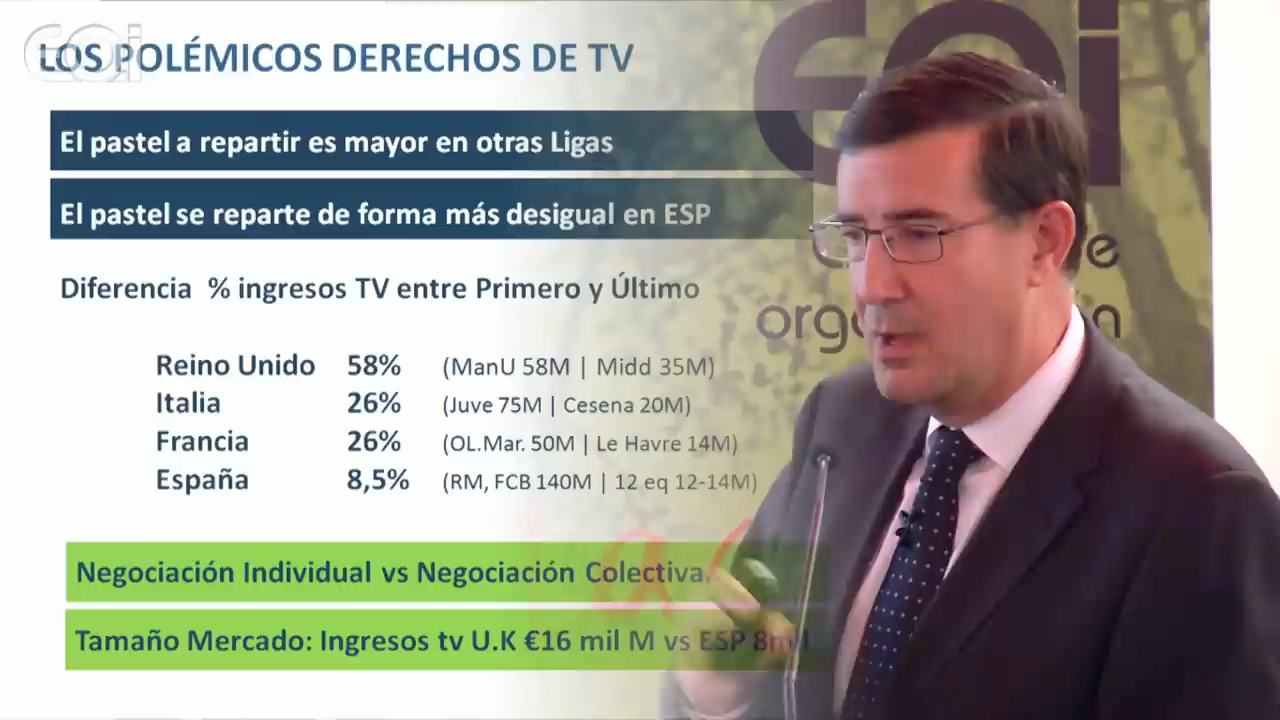 eoi
LOS POLÉMICOS DERECHOS DE TV
El pastel a repartir es mayor en otras Ligas
El pastel se reparte de forma más desigual en ESP
Diferencia % ingresos TV entre Primero y Último
Reino Unido 58% (ManU 58M | Midd 35M)
Italia 26% (Juve 75M | Cesena 20M)
Francia 26% (OL.Mar. 50M | Le Havre 14M)
España 8,5% (RM, FCB 140M | 12 eq 12-14M)
Negociación Individual vs Negociación Colectiva.
Tamaño Mercado: Ingresos tv U.K €16 mil M vs ESP 8mil
eoi